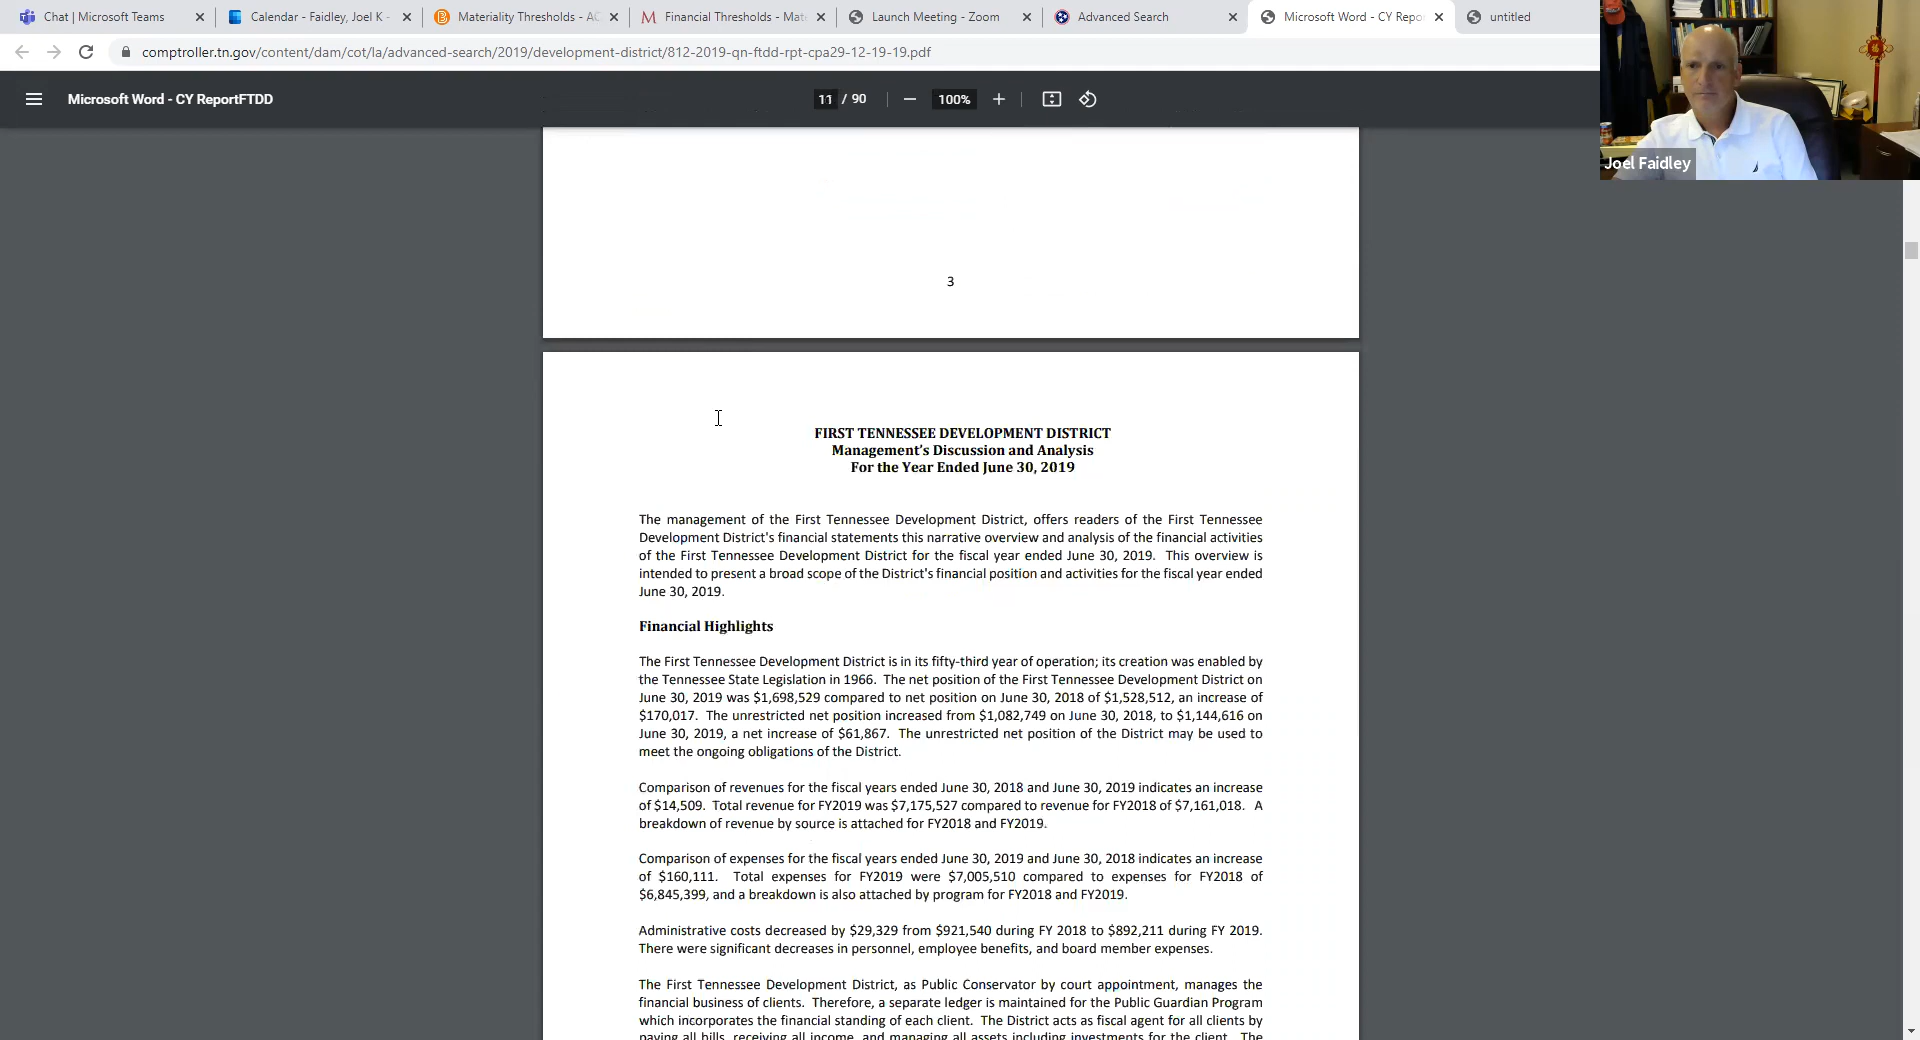 Chat | Microsoft Teams
Calendar - Faidley, Joel K -
Materiality Thresholds - AC
Financial Thresholds - Mate
Launch Meeting - Zoom
Advanced Search
Microsoft Word - CY Repo
untitled
comptroller.tn.gov/content/dam/cot/la/advanced-search/2019/development-district/812-2019-qn-ftdd-rpt-cpa29-12-19-19.pdf
Microsoft Word - CY ReportFTDD
11 / 90
100%
Joel Faidley
3
FIRST TENNESSEE DEVELOPMENT DISTRICT
Management's Discussion and Analysis
For the Year Ended June 30, 2019
The management of the First Tennessee Development District, offers readers of the First Tennessee
Development District's financial statements this narrative overview and analysis of the financial activities
of the First Tennessee Development District for the fiscal year ended June 30, 2019. This overview is
intended to present a broad scope of the District's financial position and activities for the fiscal year ended
June 30, 2019.
Financial Highlights
The First Tennessee Development District is in its fifty-third year of operation; its creation was enabled by
the Tennessee State Legislation in 1966. The net position of the First Tennessee Development District on
June 30, 2019 was $1,698,529 compared to net position on June 30, 2018 of $1,528,512, an increase of
$170,017. The unrestricted net position increased from $1,082,749 on June 30, 2018, to $1,144,616 on
June 30, 2019, a net increase of $61,867. The unrestricted net position of the District may be used to
meet the ongoing obligations of the District.
Comparison of revenues for the fiscal years ended June 30, 2018 and June 30, 2019 indicates an increase
of $14,509. Total revenue for FY2019 was $7,175,527 compared to revenue for FY2018 of $7,161,018. A
breakdown of revenue by source is attached for FY2018 and FY2019.
Comparison of expenses for the fiscal years ended June 30, 2019 and June 30, 2018 indicates an increase
of $160,111. Total expenses for FY2019 were $7,005,510 compared to expenses for FY2018 of
$6,845,399, and a breakdown is also attached by program for FY2018 and FY2019.
Administrative costs decreased by $29,329 from $921,540 during FY 2018 to $892,211 during FY 2019.
There were significant decreases in personnel, employee benefits, and board member expenses.
The First Tennessee Development District, as Public Conservator by court appointment, manages the
financial business of clients. Therefore, a separate ledger is maintained for the Public Guardian Program
which incorporates the financial standing of each client. The District acts as fiscal agent for all clients by
paying all bills, receiving all income, and managing all assets including investments for the client. The